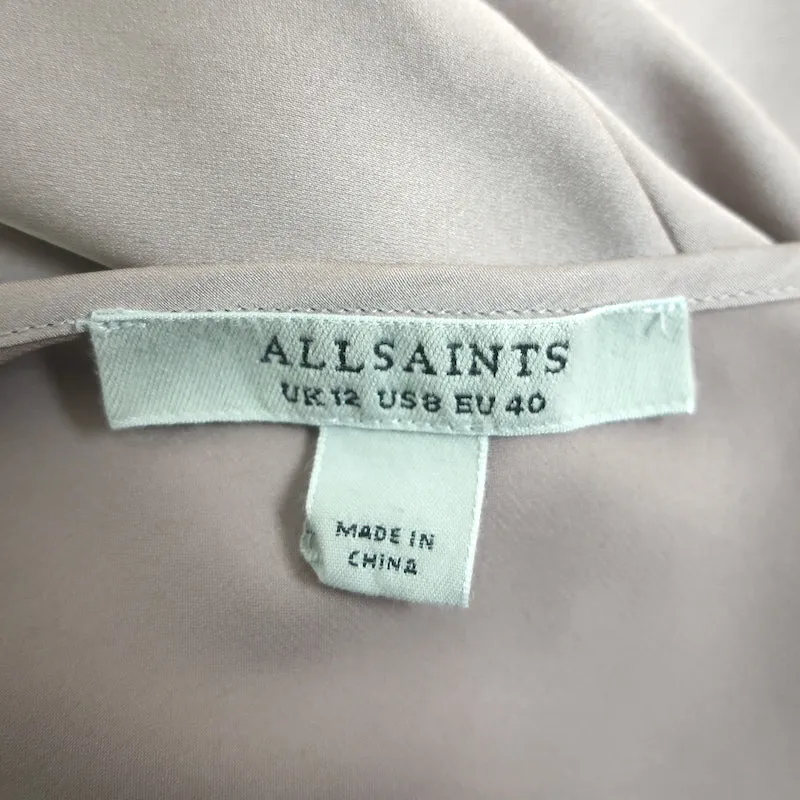 ALLSAINTS
UK 12 US 8 EU 40
MADE IN
CHINA